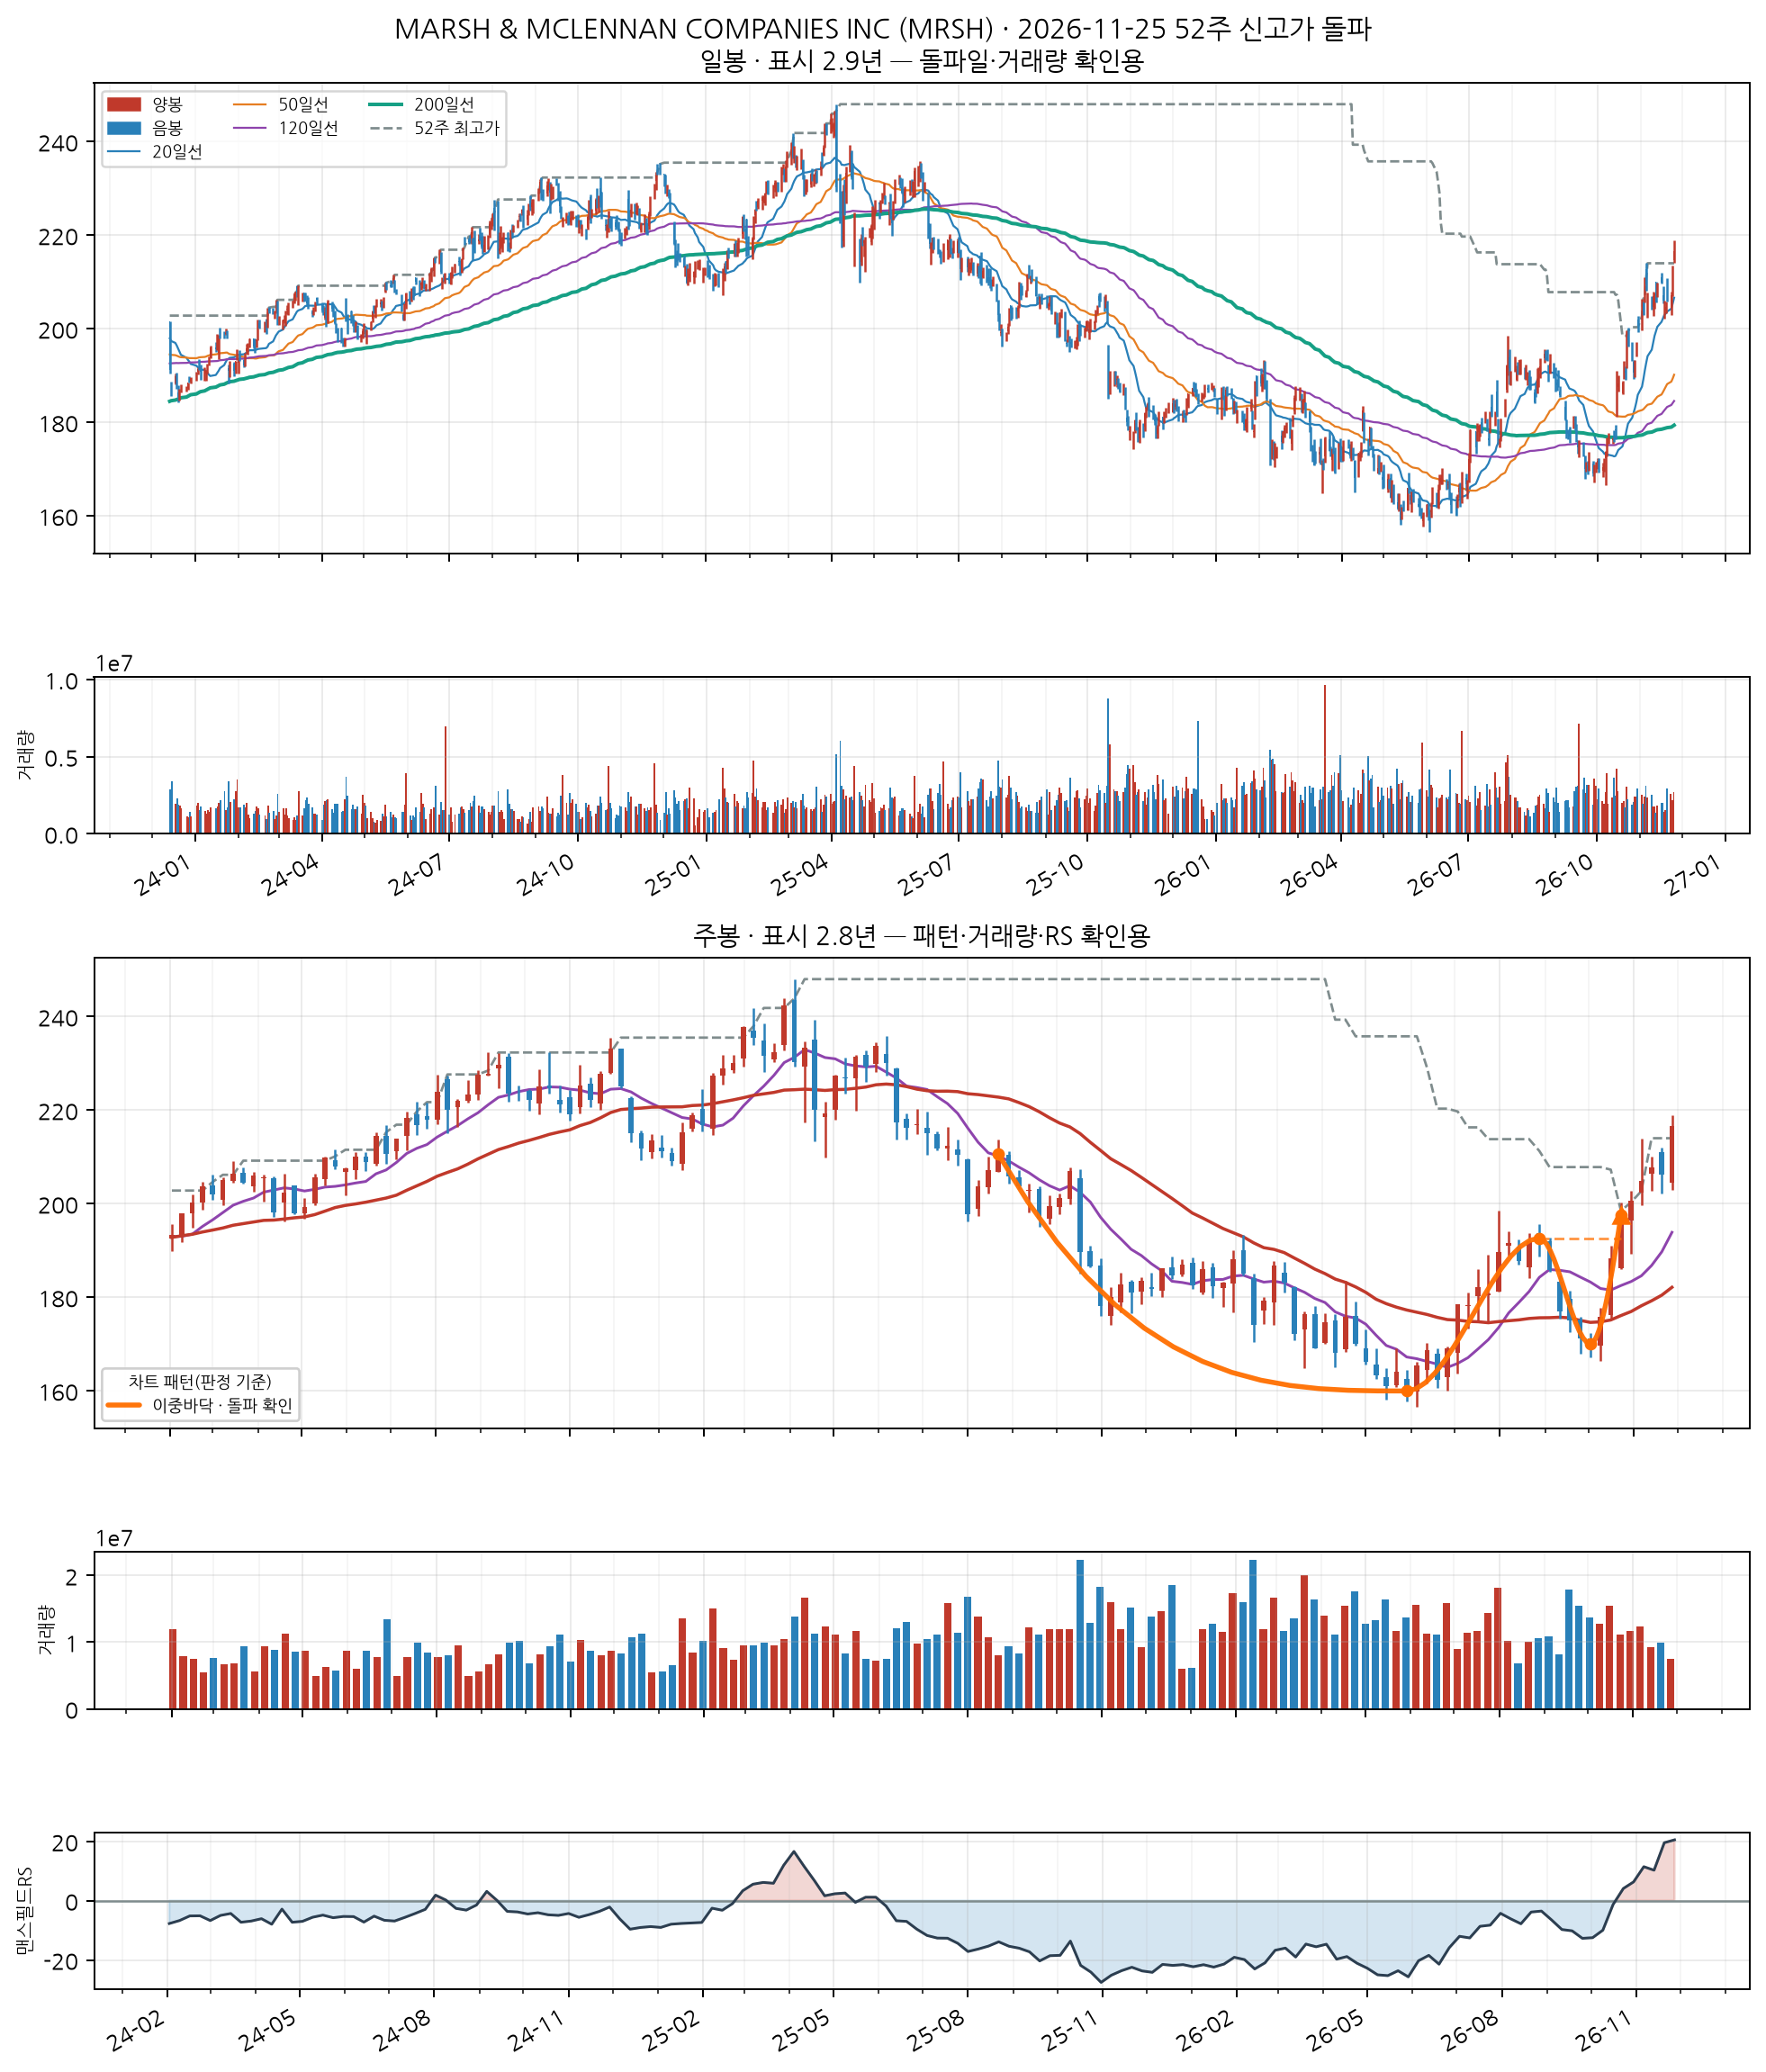 MARSH & MCLENNAN COMPANIES INC (MRSH) · 2026-11-25 52주 신고가 돌파
일봉 · 표시 2.9년 — 돌파일·거래량 확인용
양봉
음봉
20일선
50일선
120일선
200일선
52주 최고가
240
220
200
180
160
1e7
1.0
0.5
0.0
거래량
24-01
24-04
24-07
24-10
25-01
25-04
25-07
25-10
26-01
26-04
26-07
26-10
27-01
주봉 · 표시 2.8년 — 패턴·거래량·RS 확인용
240
220
200
180
160
차트 패턴(판정 기준)
이중바닥 · 돌파 확인
1e7
2
1
0
거래량
20
0
-20
맨스필드RS
24-02
24-05
24-08
24-11
25-02
25-05
25-08
25-11
26-02
26-05
26-08
26-11